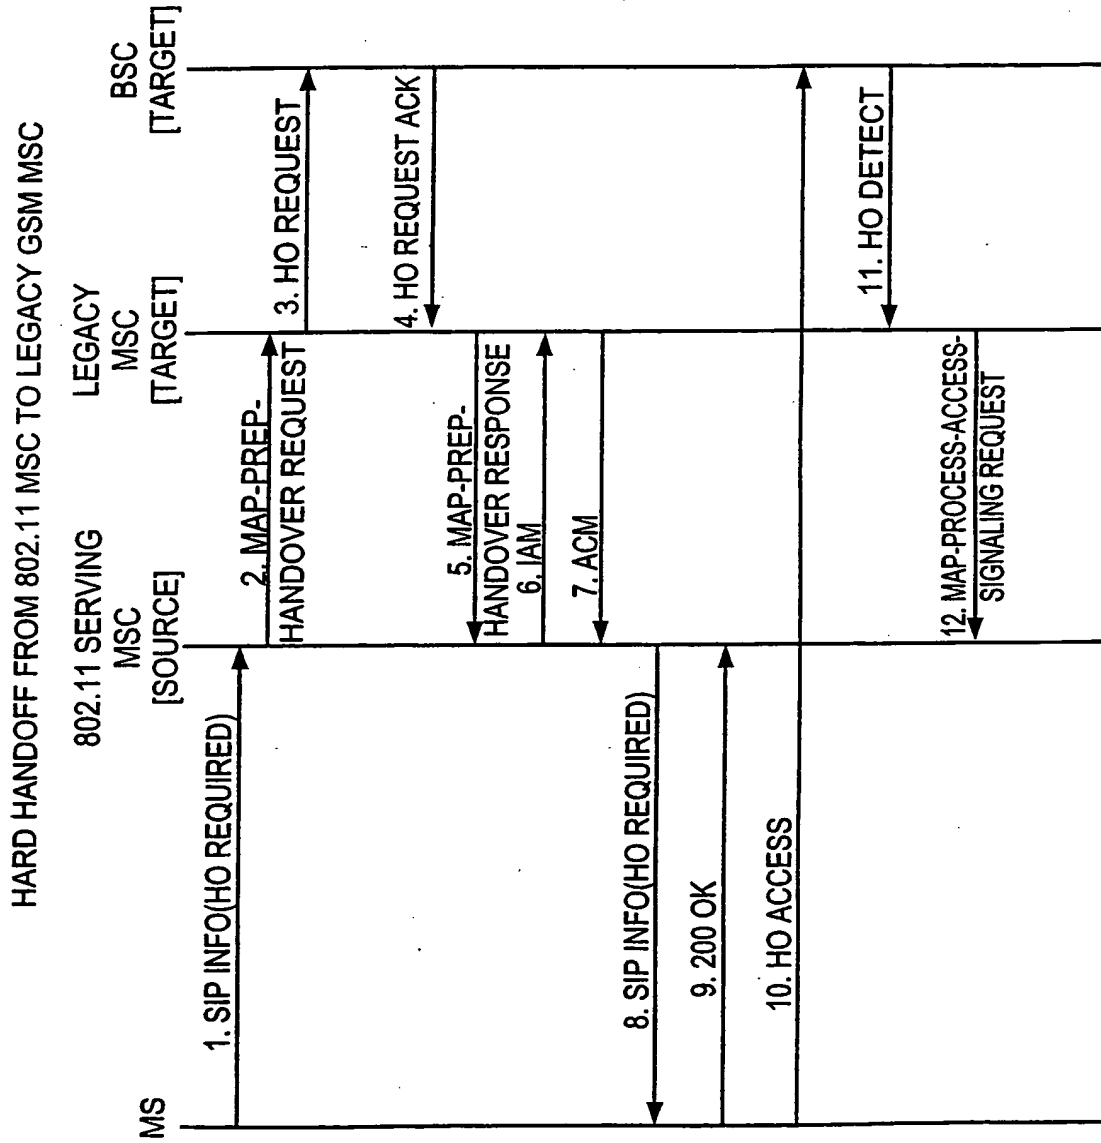 HARD HANDOFF FROM 802.11 MSC TO LEGACY GSM MSC
MS
802.11 SERVING
MSC
[SOURCE]
LEGACY
MSC
[TARGET]
BSC
[TARGET]
1. SIP INFO(HO REQUIRED)
2. MAP-PREP-
HANDOVER REQUEST
3. HO REQUEST
4. HO REQUEST ACK
5. MAP-PREP-
HANDOVER RESPONSE
6. IAM
7. ACM
8. SIP INFO(HO REQUIRED)
9. 200 OK
10. HO ACCESS
11. HO DETECT
12. MAP-PROCESS-ACCESS-
SIGNALING REQUEST